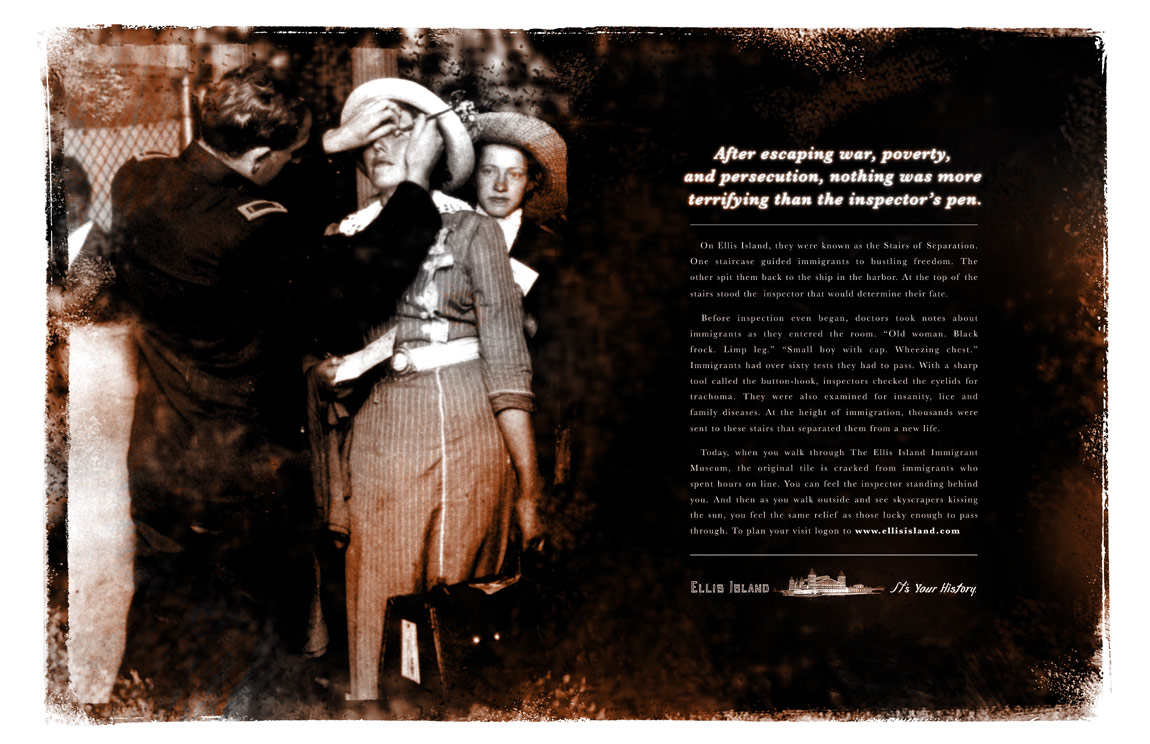 After escaping war, poverty,
and persecution, nothing was more
terrifying than the inspector's pen.
On Ellis Island, they were known as the Stairs of Separation.
One staircase guided immigrants to bustling freedom. The
other spit them back to the ship in the harbor. At the top of the
stairs stood the inspector that would determine their fate.
Before inspection even began, doctors took notes about
immigrants as they entered the room. “Old woman. Black
frock. Limp leg.” “Small boy with cap. Wheezing chest.”
Immigrants had over sixty tests they had to pass. With a sharp
tool called the button-hook, inspectors checked the eyelids for
trachoma. They were also examined for insanity, lice and
family diseases. At the height of immigration, thousands were
sent to these stairs that separated them from a new life.
Today, when you walk through The Ellis Island Immigrant
Museum, the original tile is cracked from immigrants who
spent hours on line. You can feel the inspector standing behind
you. And then as you walk outside and see skyscrapers kissing
the sun, you feel the same relief as those lucky enough to pass
through. To plan your visit logon to www.ellisisland.com
Ellis Island It's Your History.